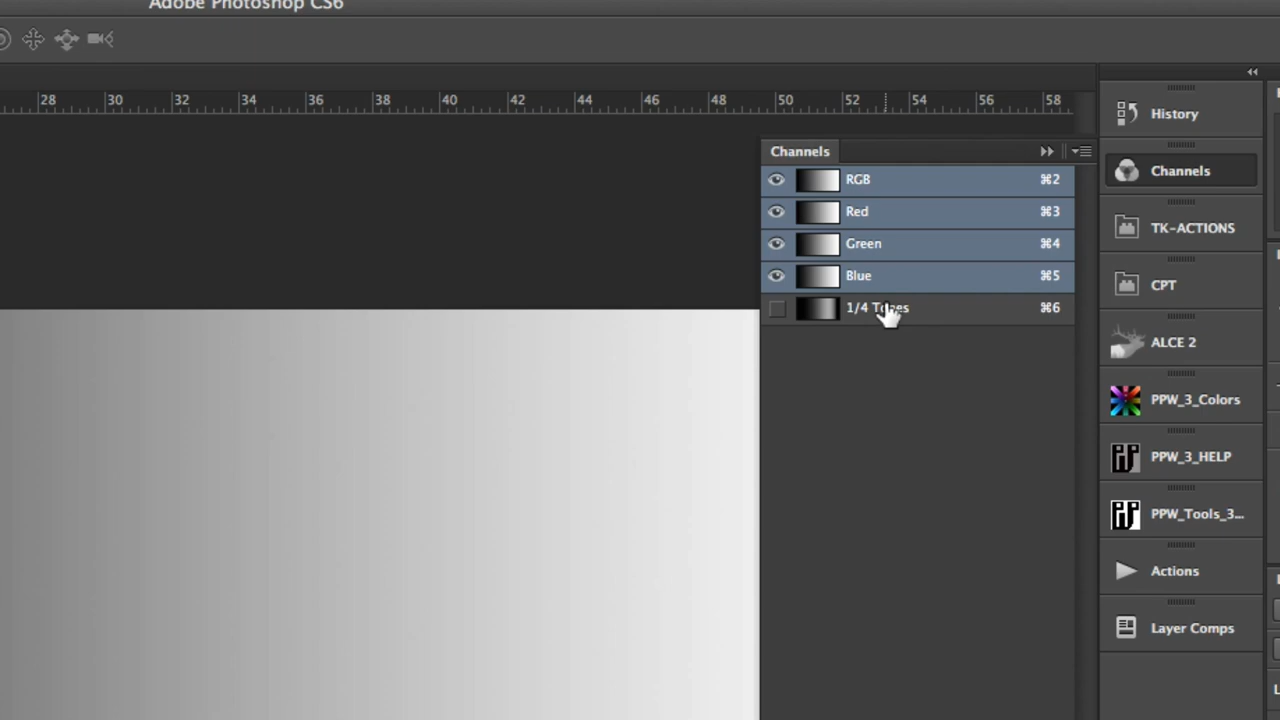 Adobe Photoshop CS6
28 30 32 34 36 38 40 42 44 46 48 50 52 54 56 58
Channels
RGB ⌘2
Red ⌘3
Green ⌘4
Blue ⌘5
1/4 Tones ⌘6
History
Channels
TK-ACTIONS
CPT
ALCE 2
PPW_3_Colors
PPW_3_HELP
PPW_Tools_3...
Actions
Layer Comps